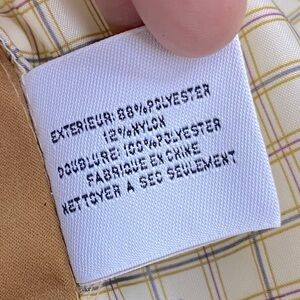 EXTERIEUR: 88% POLYESTER
12% NYLON
DOUBLURE: 100% POLYESTER
FABRIQUE EN CHINE
NETTOYER A SEC SEULEMENT